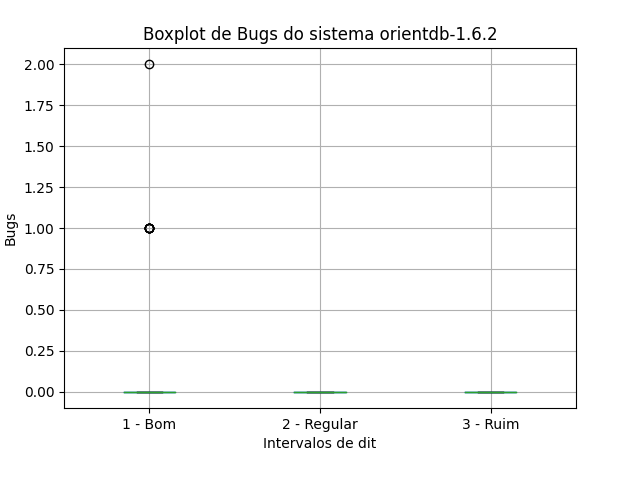 Boxplot de Bugs do sistema orientdb-1.6.2
Bugs
2.00
1.75
1.50
1.25
1.00
0.75
0.50
0.25
0.00
1 - Bom
2 - Regular
3 - Ruim
Intervalos de dit